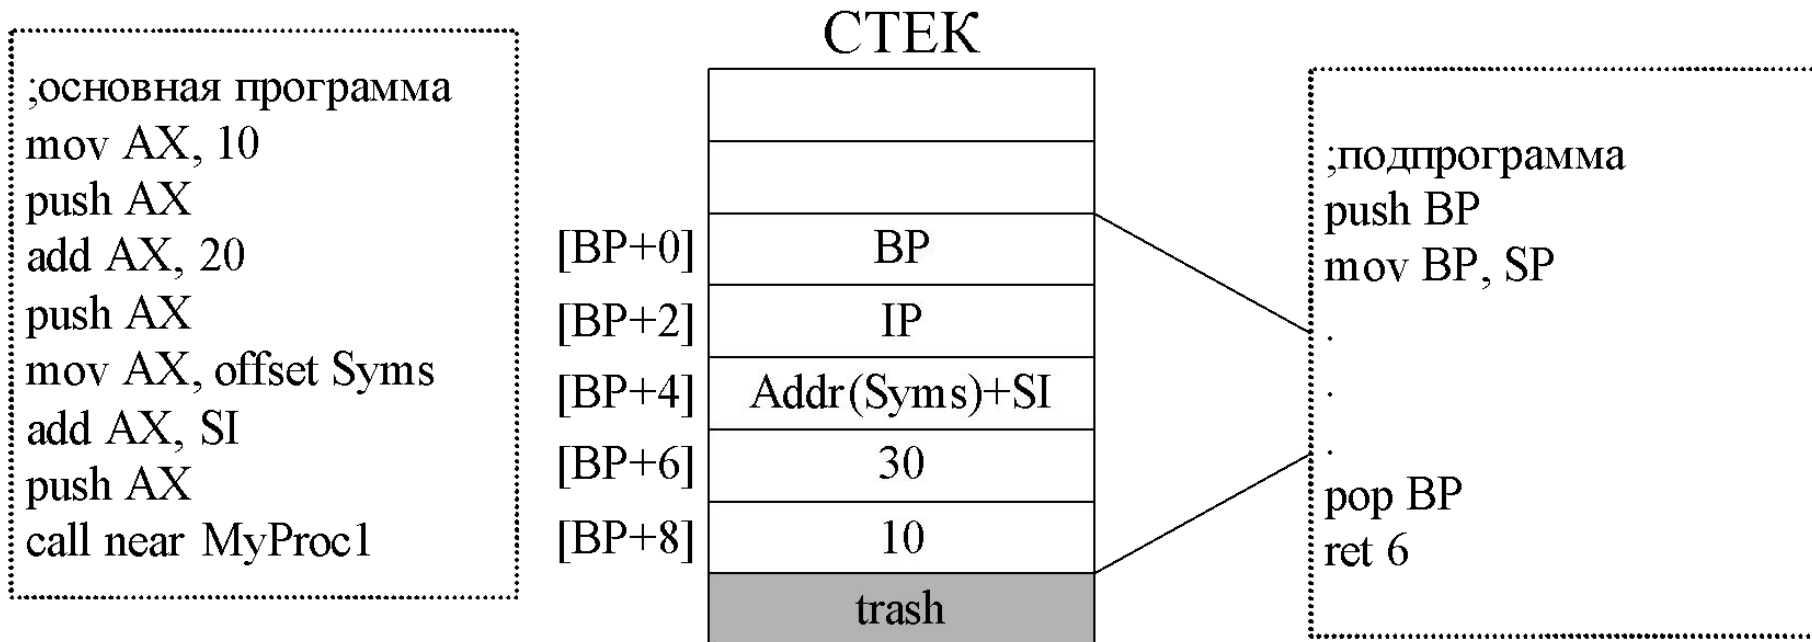 СТЕК
;основная программа
mov AX, 10
push AX
add AX, 20
push AX
mov AX, offset Syms
add AX, SI
push AX
call near MyProc1
[BP+0] BP
[BP+2] IP
[BP+4] Addr(Syms)+SI
[BP+6] 30
[BP+8] 10
trash
;подпрограмма
push BP
mov BP, SP
.
.
.
pop BP
ret 6